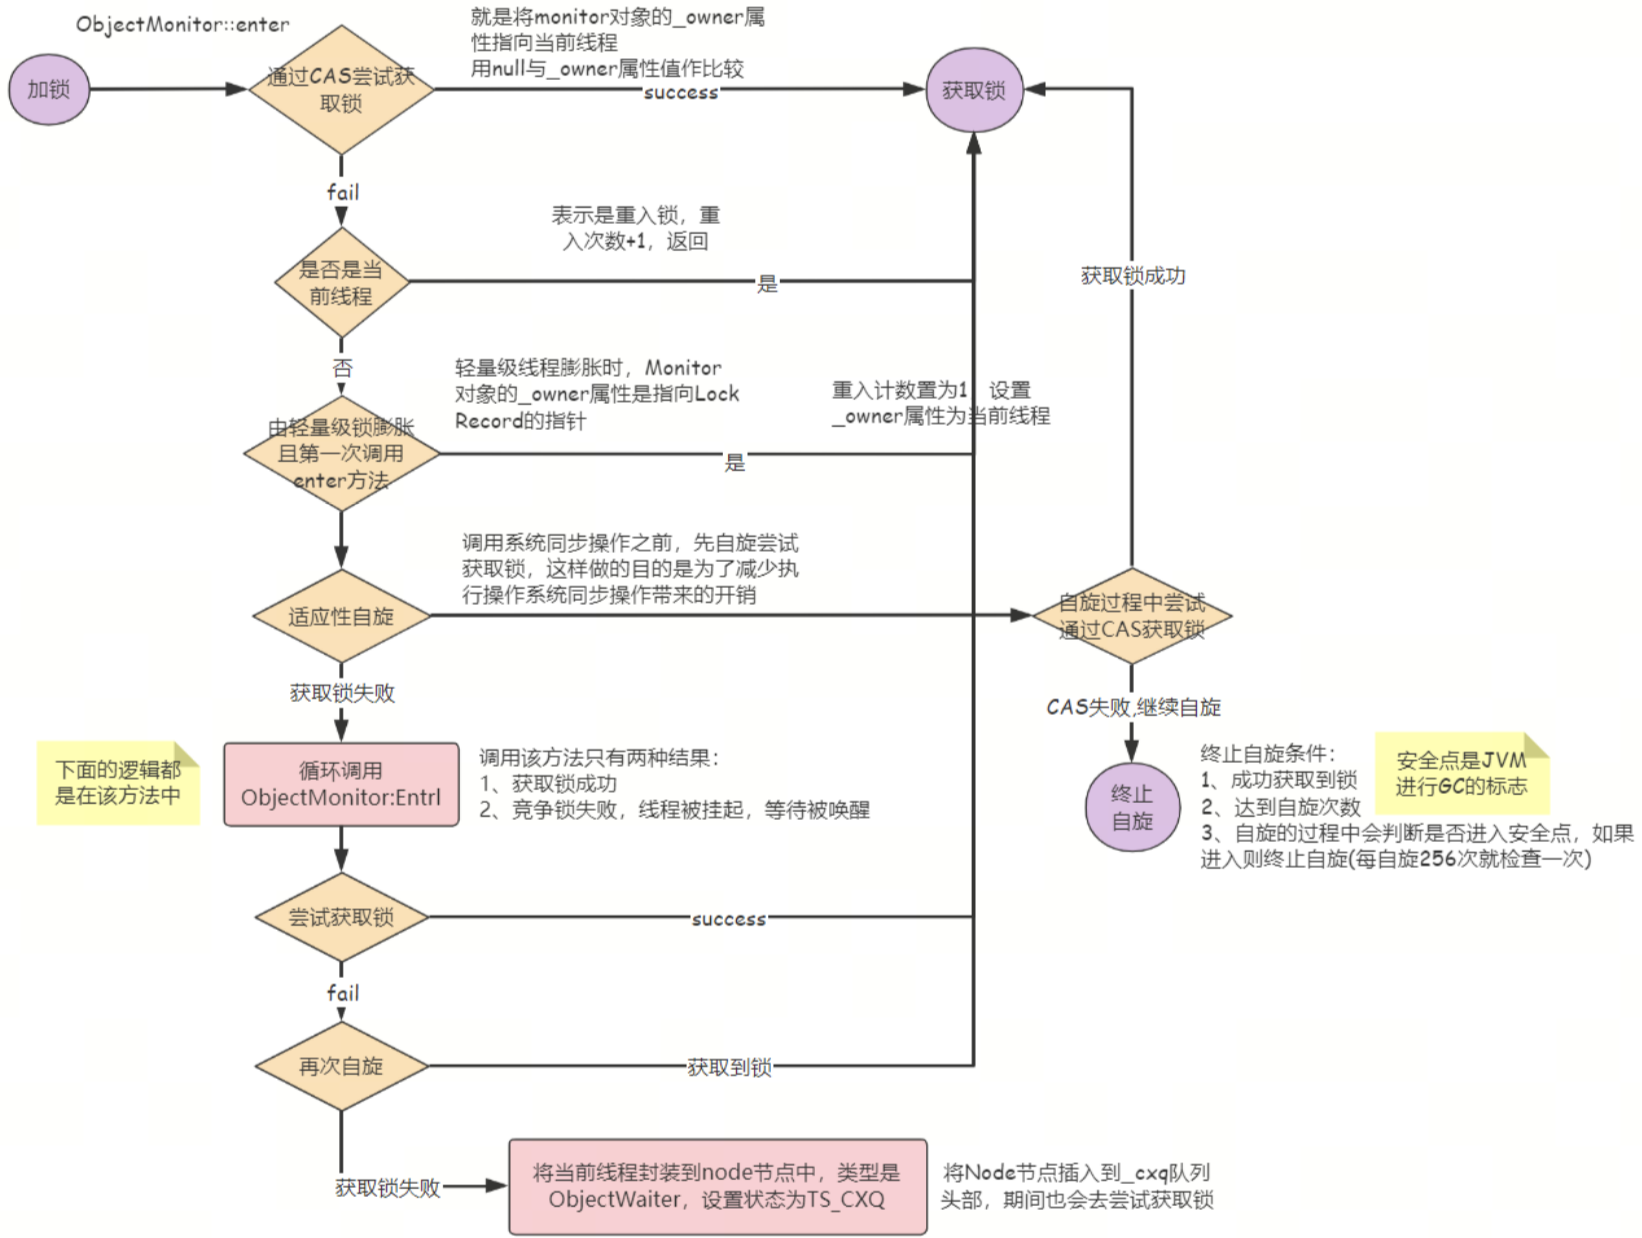 ObjectMonitor::enter
就是将monitor对象的_owner属
性指向当前线程
用null与_owner属性值作比较
加锁
通过CAS尝试获
取锁
success
获取锁
fail
表示是重入锁，重
入次数+1，返回
是否是当
前线程
是
获取锁成功
否
轻量级线程膨胀时，Monitor
对象的_owner属性是指向Lock
Record的指针
重入计数置为1 设置
_owner属性为当前线程
由轻量级锁膨胀
且第一次调用
enter方法
是
调用系统同步操作之前，先自旋尝试
获取锁，这样做的目的是为了减少执
行操作系统同步操作带来的开销
适应性自旋
自旋过程中尝试
通过CAS获取锁
获取锁失败
CAS失败,继续自旋
下面的逻辑都
是在该方法中
循环调用
ObjectMonitor:EntrI
调用该方法只有两种结果：
1、获取锁成功
2、竞争锁失败，线程被挂起，等待被唤醒
终止
自旋
终止自旋条件：
1、成功获取到锁
2、达到自旋次数
3、自旋的过程中会判断是否进入安全点，如果
进入则终止自旋(每自旋256次就检查一次)
安全点是JVM
进行GC的标志
尝试获取锁
success
fail
再次自旋
获取到锁
获取锁失败
将当前线程封装到node节点中，类型是
ObjectWaiter，设置状态为TS_CXQ
将Node节点插入到_cxq队列
头部，期间也会去尝试获取锁